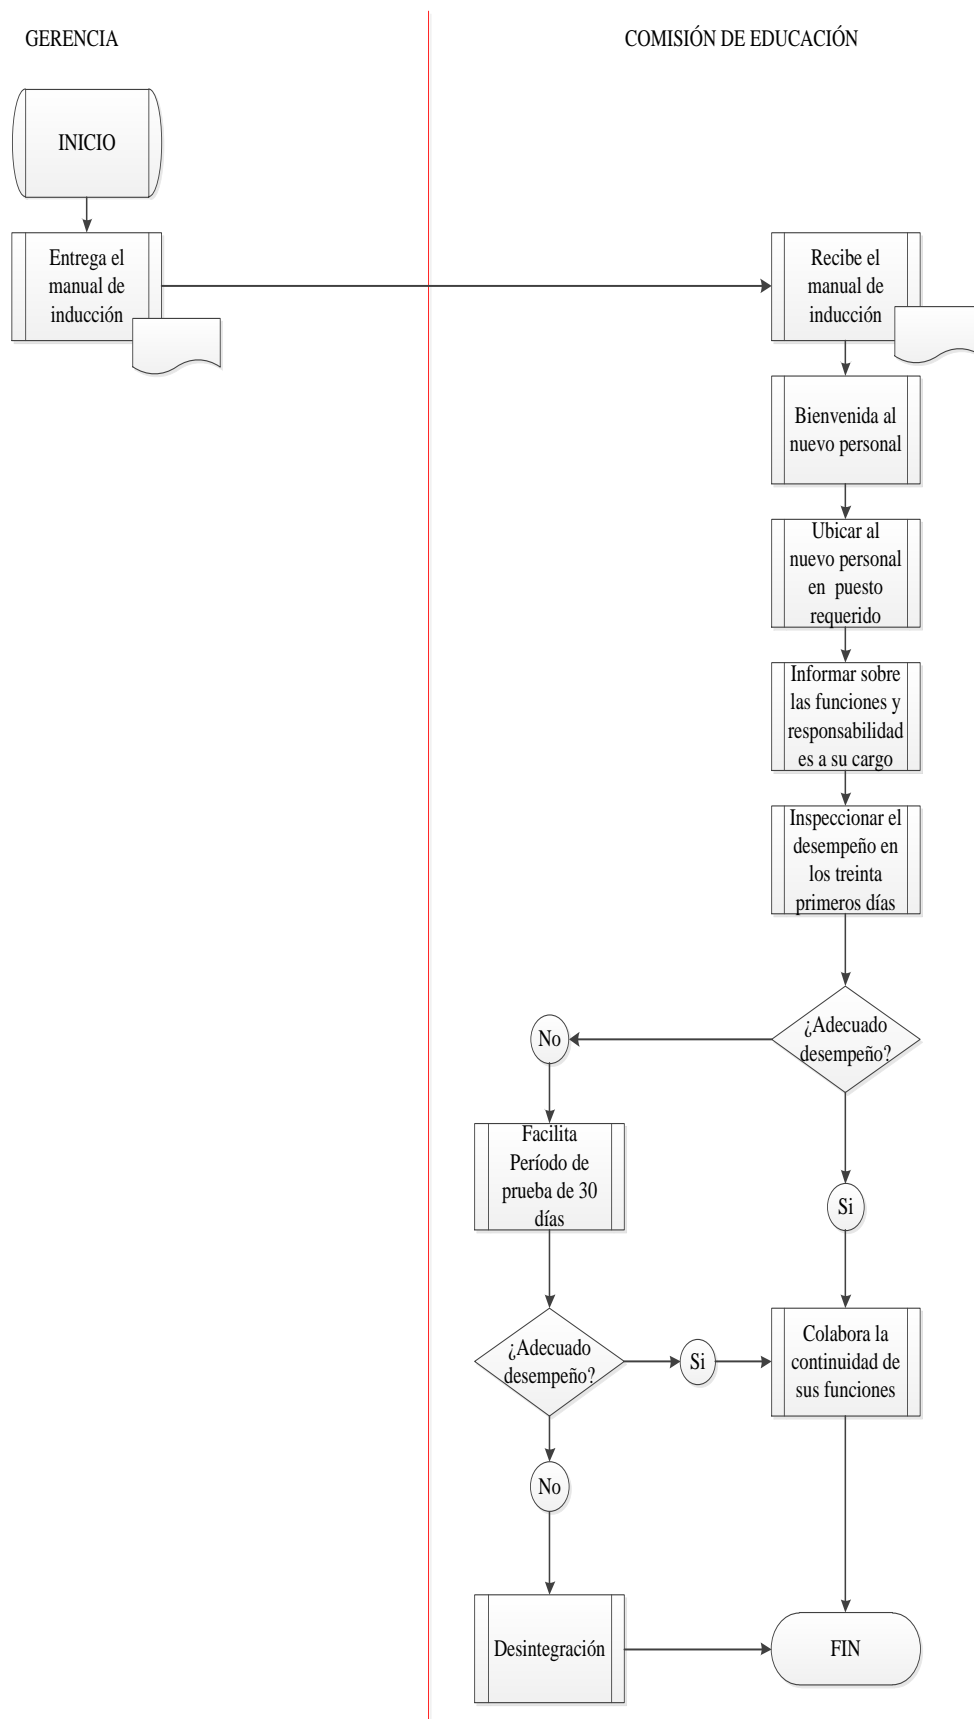 GERENCIA
COMISIÓN DE EDUCACIÓN
INICIO
Entrega el
manual de
inducción
Recibe el
manual de
inducción
Bienvenida al
nuevo personal
Ubicar al
nuevo personal
en puesto
requerido
Informar sobre
las funciones y
responsabilidad
es a su cargo
Inspeccionar el
desempeño en
los treinta
primeros días
¿Adecuado
desempeño?
No
Facilita
Período de
prueba de 30
días
Si
¿Adecuado
desempeño?
Si
Colabora la
continuidad de
sus funciones
No
Desintegración
FIN